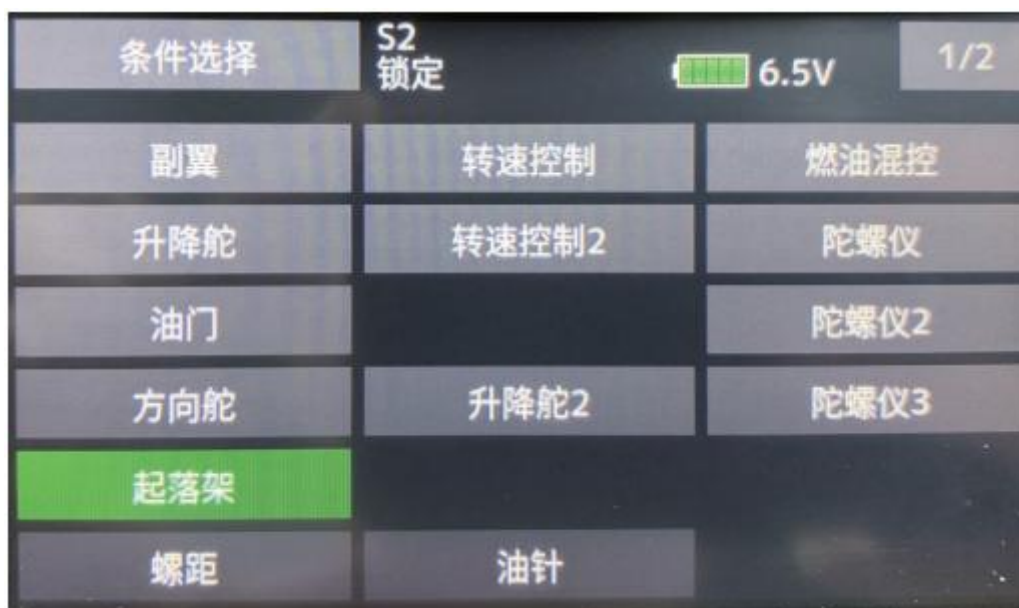 条件选择
S2
锁定
6.5V
1/2
副翼 转速控制 燃油混控
升降舵 转速控制2 陀螺仪
油门 陀螺仪2
方向舵 升降舵2 陀螺仪3
起落架
螺距 油针